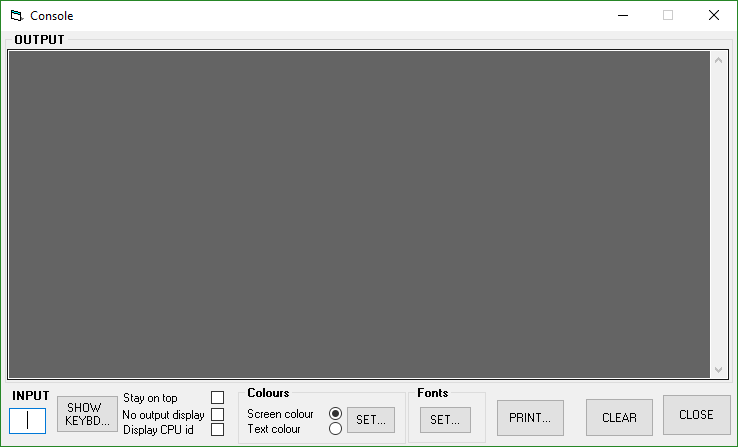 Console
OUTPUT
INPUT
SHOW
KEYBD...
Stay on top
No output display
Display CPU id
Colours
Screen colour
Text colour
SET...
Fonts
SET...
PRINT...
CLEAR
CLOSE